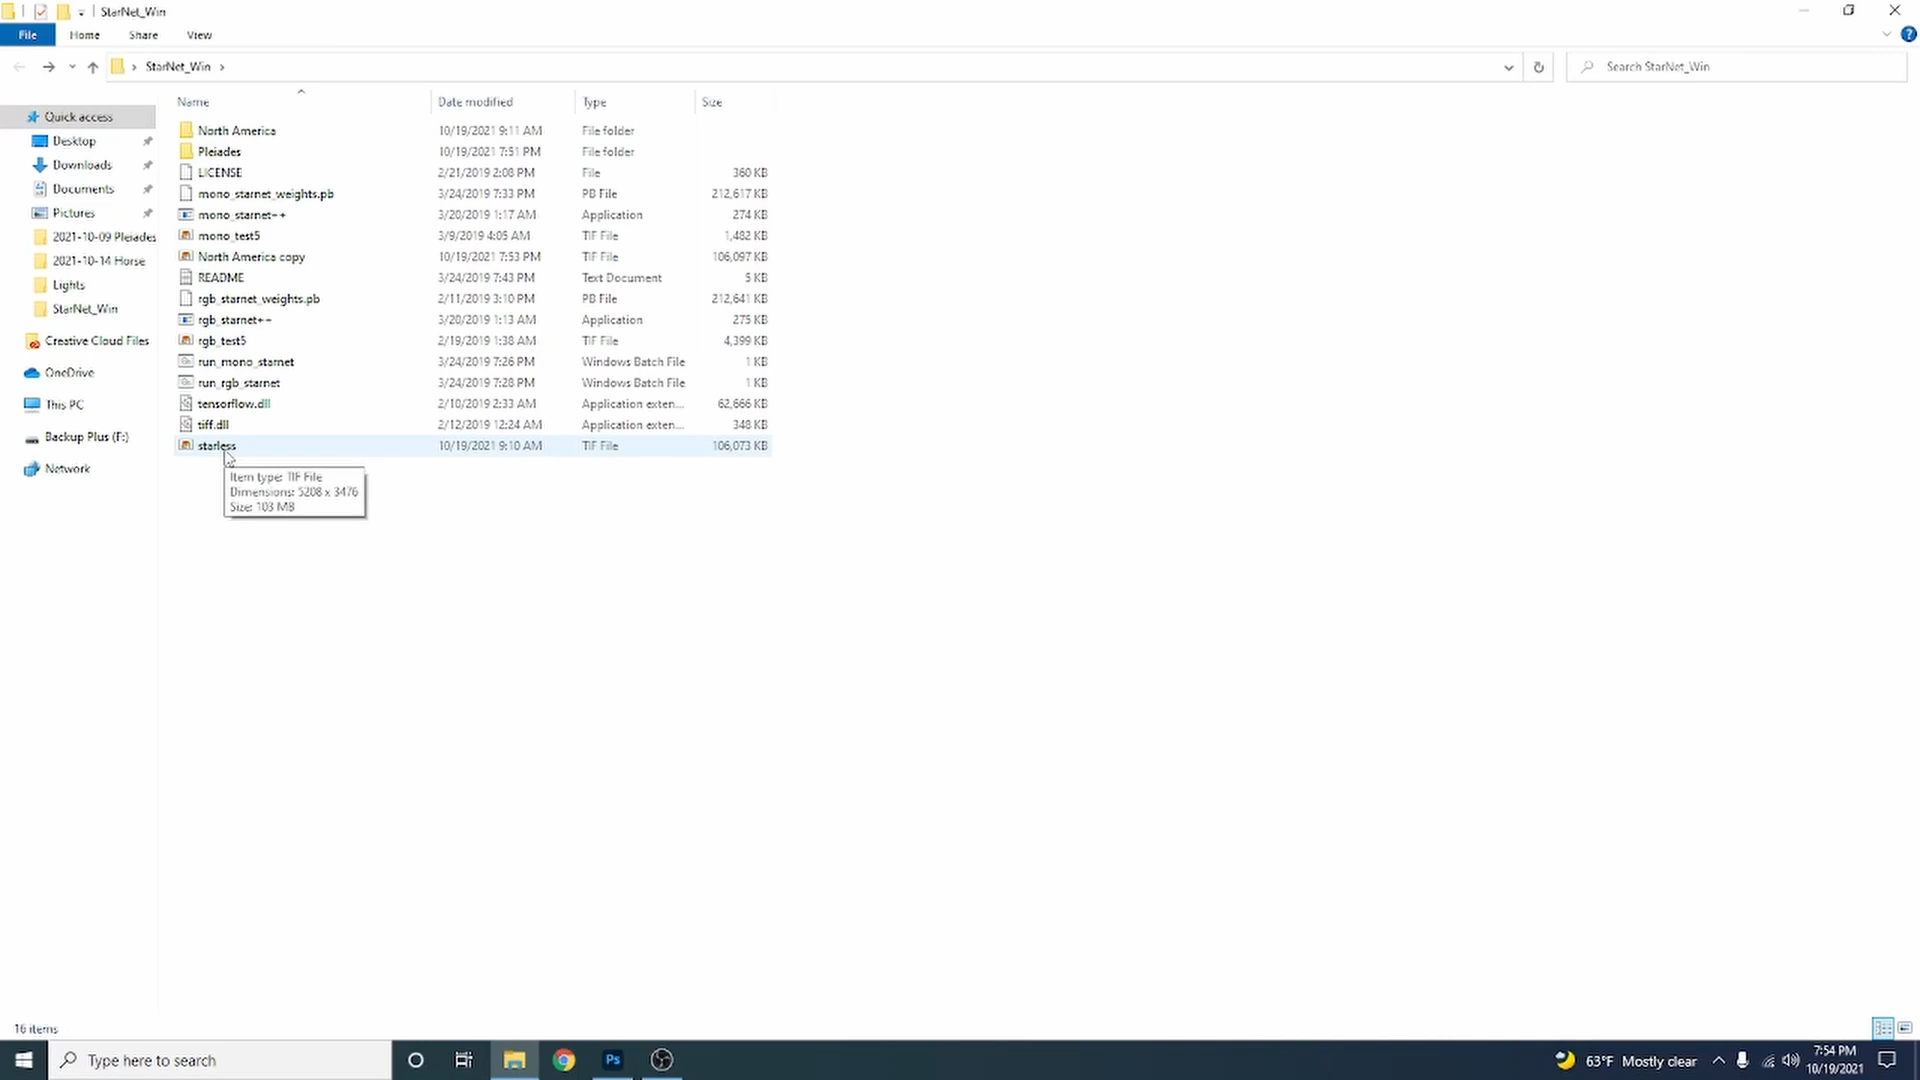 StarNet_Win
File Home Share View
StarNet_Win
Search StarNet_Win
Name Date modified Type Size
Quick access
Desktop
Downloads
Documents
Pictures
2021-10-09 Pleiades
2021-10-14 Horse
Lights
StarNet_Win
Creative Cloud Files
OneDrive
This PC
Backup Plus (F:)
Network
North America 10/19/2021 9:11 AM File folder
Pleiades 10/19/2021 7:51 PM File folder
LICENSE 2/21/2019 2:08 PM File 360 KB
mono_starnet_weights.pb 3/24/2019 7:33 PM PB File 212,617 KB
mono_starnet++ 3/20/2019 1:17 AM Application 274 KB
mono_test5 3/9/2019 4:05 AM TIF File 1,482 KB
North America copy 10/19/2021 7:53 PM TIF File 106,097 KB
README 3/24/2019 7:43 PM Text Document 5 KB
rgb_starnet_weights.pb 2/11/2019 3:10 PM PB File 212,641 KB
rgb_starnet++ 3/20/2019 1:13 AM Application 275 KB
rgb_test5 2/19/2019 1:38 AM TIF File 4,399 KB
run_mono_starnet 3/24/2019 7:26 PM Windows Batch File 1 KB
run_rgb_starnet 3/24/2019 7:28 PM Windows Batch File 1 KB
tensorflow.dll 2/10/2019 2:33 AM Application exten... 62,666 KB
tiff.dll 2/12/2019 12:24 AM Application exten... 348 KB
starless 10/19/2021 9:10 AM TIF File 106,073 KB
Item type: TIF File
Dimensions: 5208 x 3476
Size: 103 MB
16 items
Type here to search
Ps
63°F Mostly clear
7:54 PM
10/19/2021